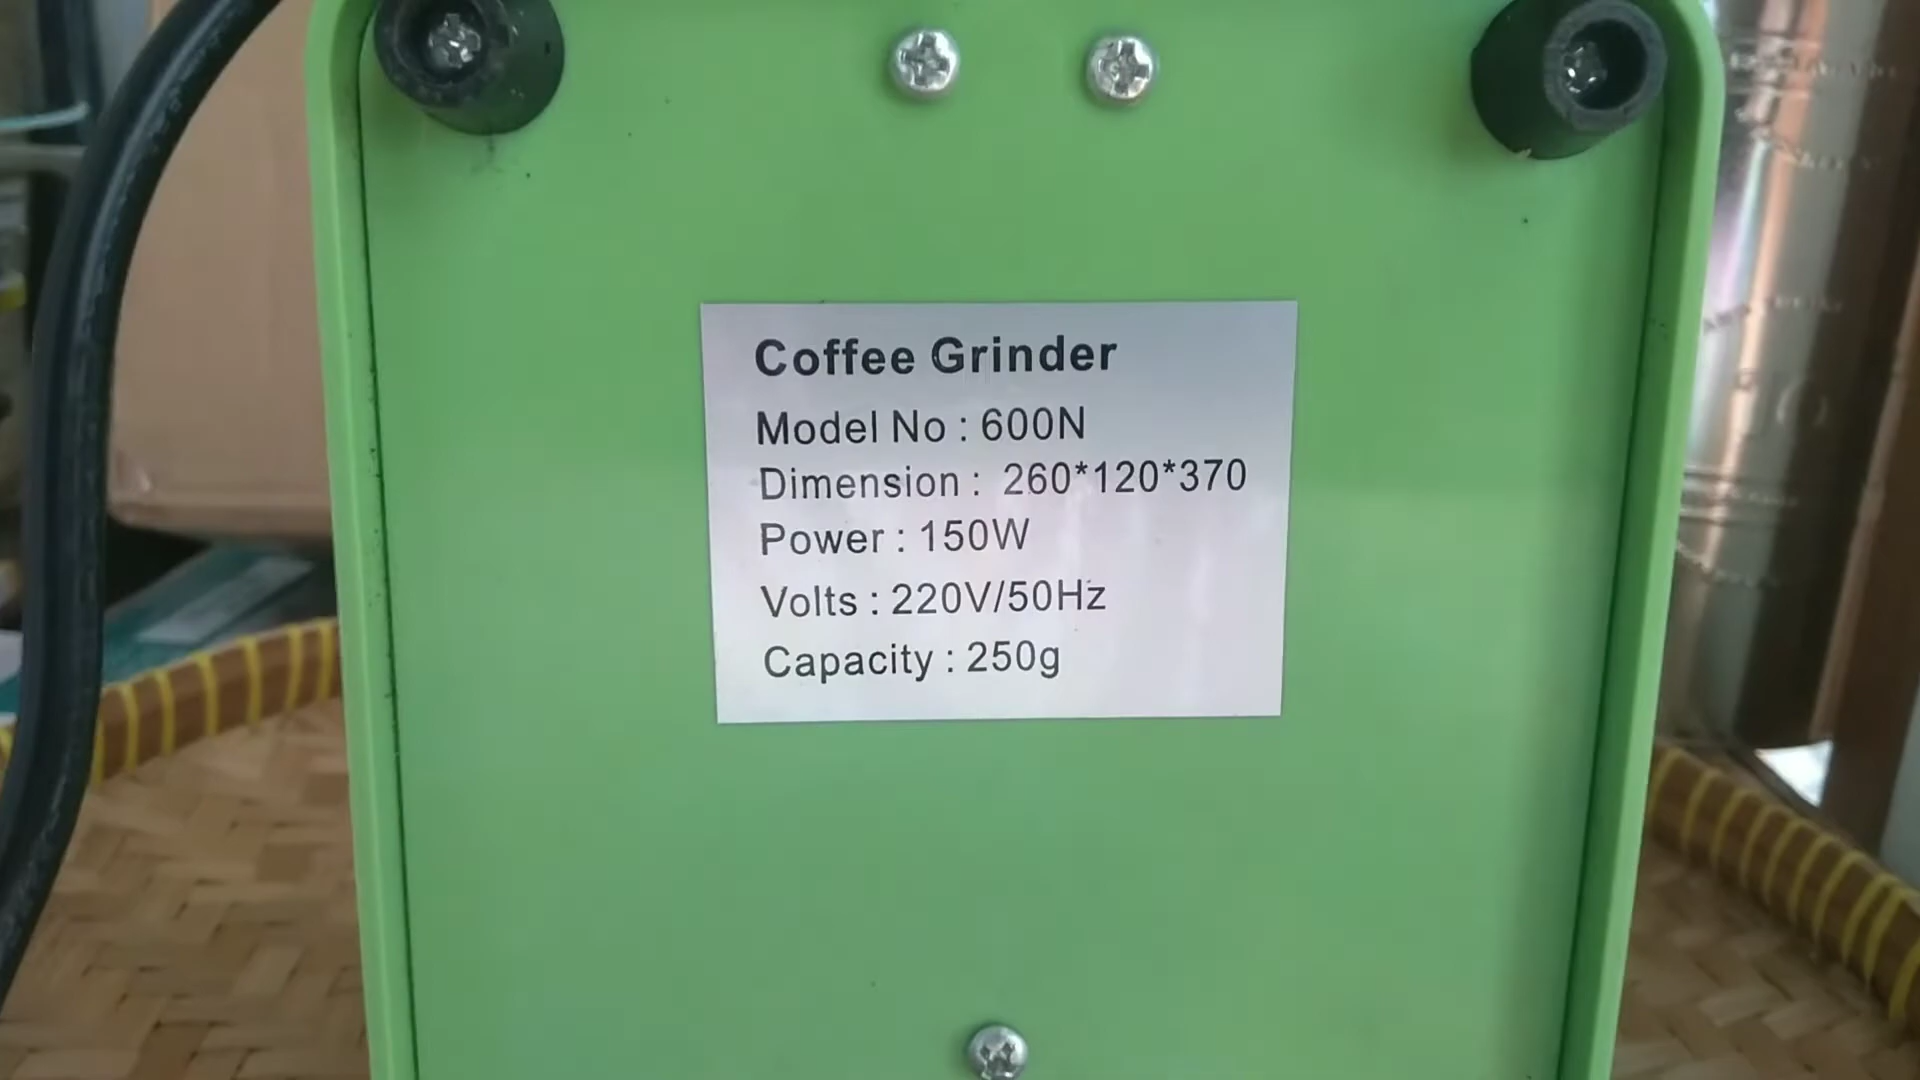 Coffee Grinder
Model No : 600N
Dimension : 260*120*370
Power : 150W
Volts : 220V/50Hz
Capacity : 250g